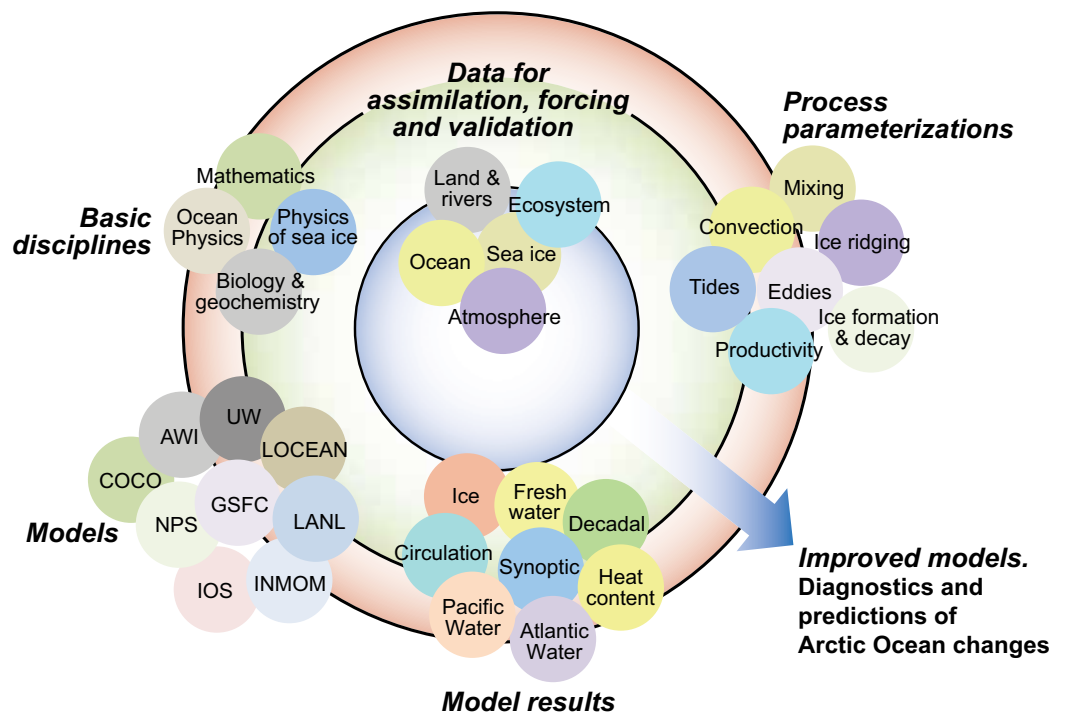 Data for
assimilation, forcing
and validation
Land &
rivers
Ecosystem
Ocean
Sea ice
Atmosphere
Process
parameterizations
Mixing
Convection
Ice ridging
Tides
Eddies
Ice formation
& decay
Productivity
Basic
disciplines
Mathematics
Ocean
Physics
Physics
of sea ice
Biology &
geochemistry
Models
UW
AWI
LOCEAN
COCO
GSFC
NPS
LANL
IOS
INMOM
Ice
Fresh
water
Decadal
Circulation
Synoptic
Heat
content
Pacific
Water
Atlantic
Water
Model results
Improved models.
Diagnostics and
predictions of
Arctic Ocean changes